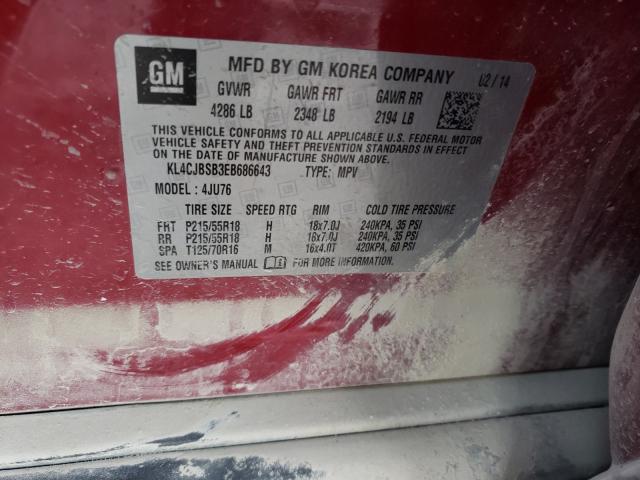 GM MFD BY GM KOREA COMPANY 02/14
GVWR GAWR FRT GAWR RR
4286 LB 2348 LB 2194 LB
THIS VEHICLE CONFORMS TO ALL APPLICABLE U.S. FEDERAL MOTOR
VEHICLE SAFETY AND THEFT PREVENTION STANDARDS IN EFFECT ON
THE DATE OF MANUFACTURE SHOWN ABOVE.
KL4CJBSB3EB686643 TYPE: MPV
MODEL: 4JU76
TIRE SIZE SPEED RTG RIM COLD TIRE PRESSURE
FRT P215/55R18 H 18x7.0J 240KPA, 35 PSI
RR P215/55R18 H 18x7.0J 240KPA, 35 PSI
SPA T125/70R16 M 16x4.0T 420KPA, 60 PSI
SEE OWNER'S MANUAL FOR MORE INFORMATION.